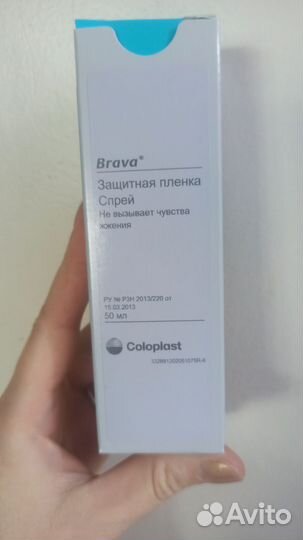 Brava®
Защитная пленка
Спрей
Не вызывает чувства
жжения
РУ № РЗН 2013/220 от
15.03.2013
50 мл
Coloplast
Avito